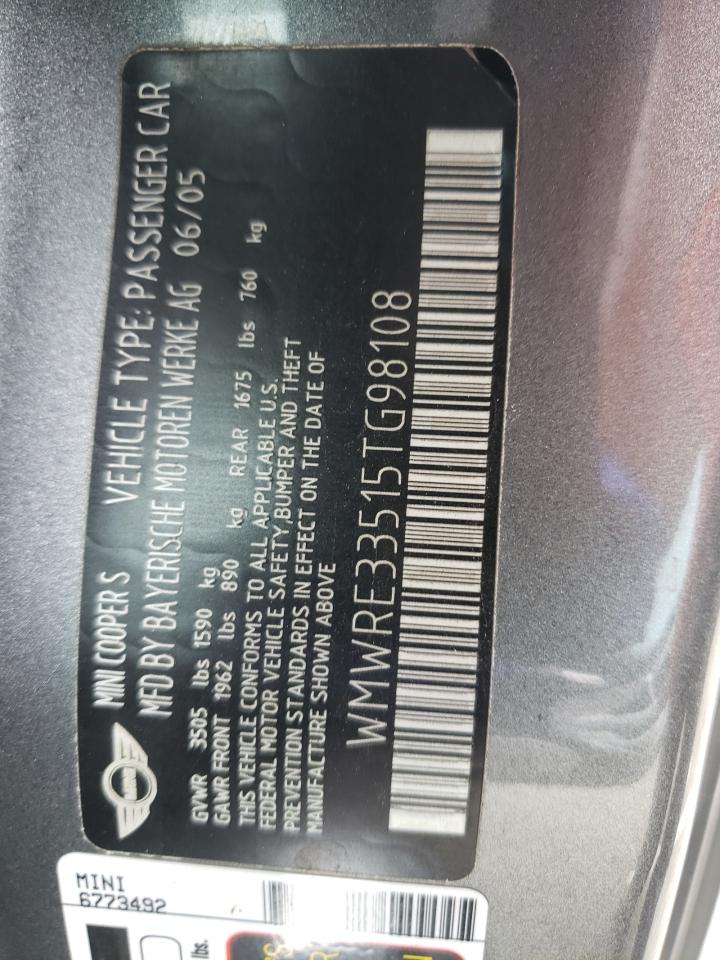 MINI COOPER S VEHICLE TYPE: PASSENGER CAR
MFD BY BAYERISCHE MOTOREN WERKE AG 06/05
GVWR 3505 lbs 1590 kg
GAWR FRONT 1962 lbs 890 kg REAR 1675 lbs 760 kg
THIS VEHICLE CONFORMS TO ALL APPLICABLE U.S.
FEDERAL MOTOR VEHICLE SAFETY,BUMPER AND THEFT
PREVENTION STANDARDS IN EFFECT ON THE DATE OF
MANUFACTURE SHOWN ABOVE
WMWRE33515TG98108
MINI
6773492
lbs.